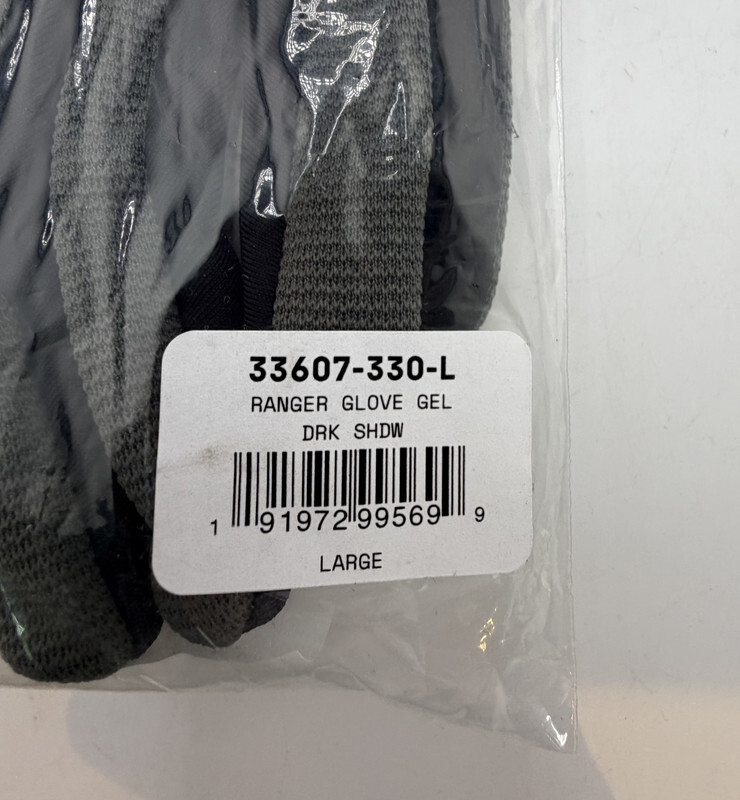 33607-330-L
RANGER GLOVE GEL
DRK SHDW
1 91972 99569 9
LARGE